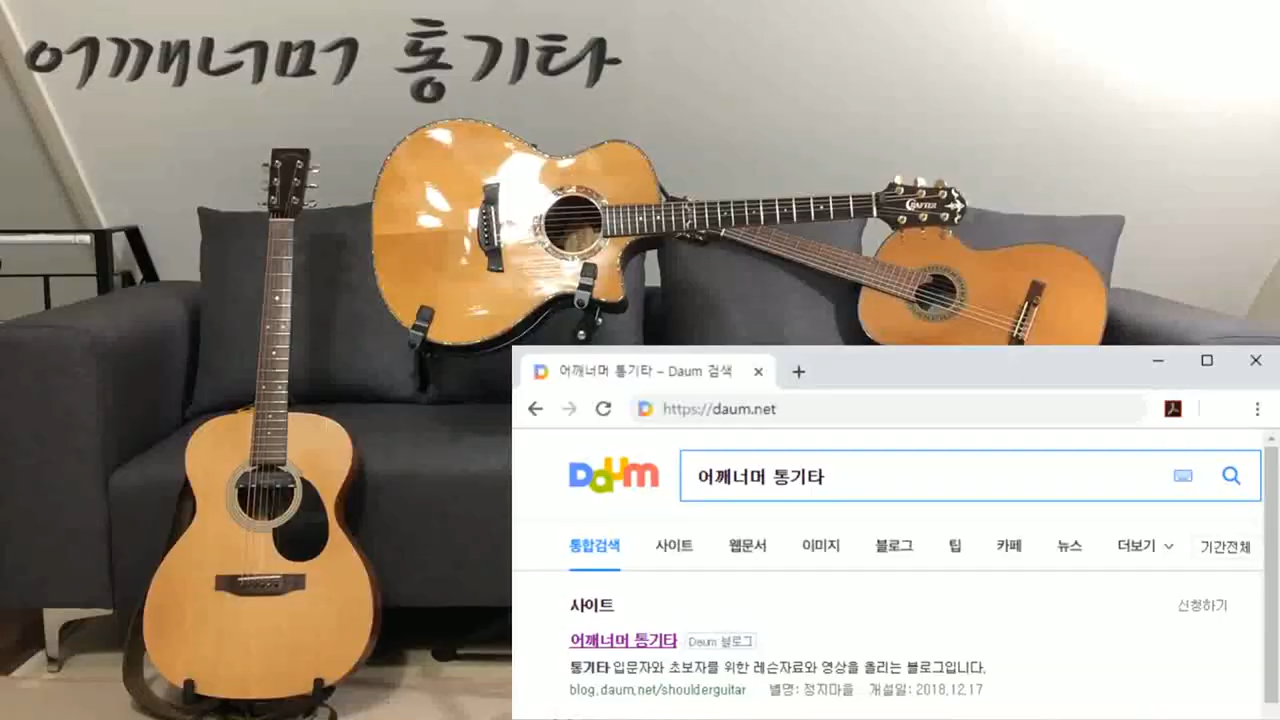 어깨너머 통기타
CRAFTER
어깨너머 통기타 – Daum 검색
https://daum.net
Daum
어깨너머 통기타
통합검색 사이트 웹문서 이미지 블로그 팁 카페 뉴스 더보기 기간전체
사이트 신청하기
어깨너머 통기타 Daum 블로그
통기타 입문자와 초보자를 위한 레슨자료와 영상을 올리는 블로그입니다.
blog.daum.net/shoulderguitar 별명: 정지마을 개설일: 2018.12.17